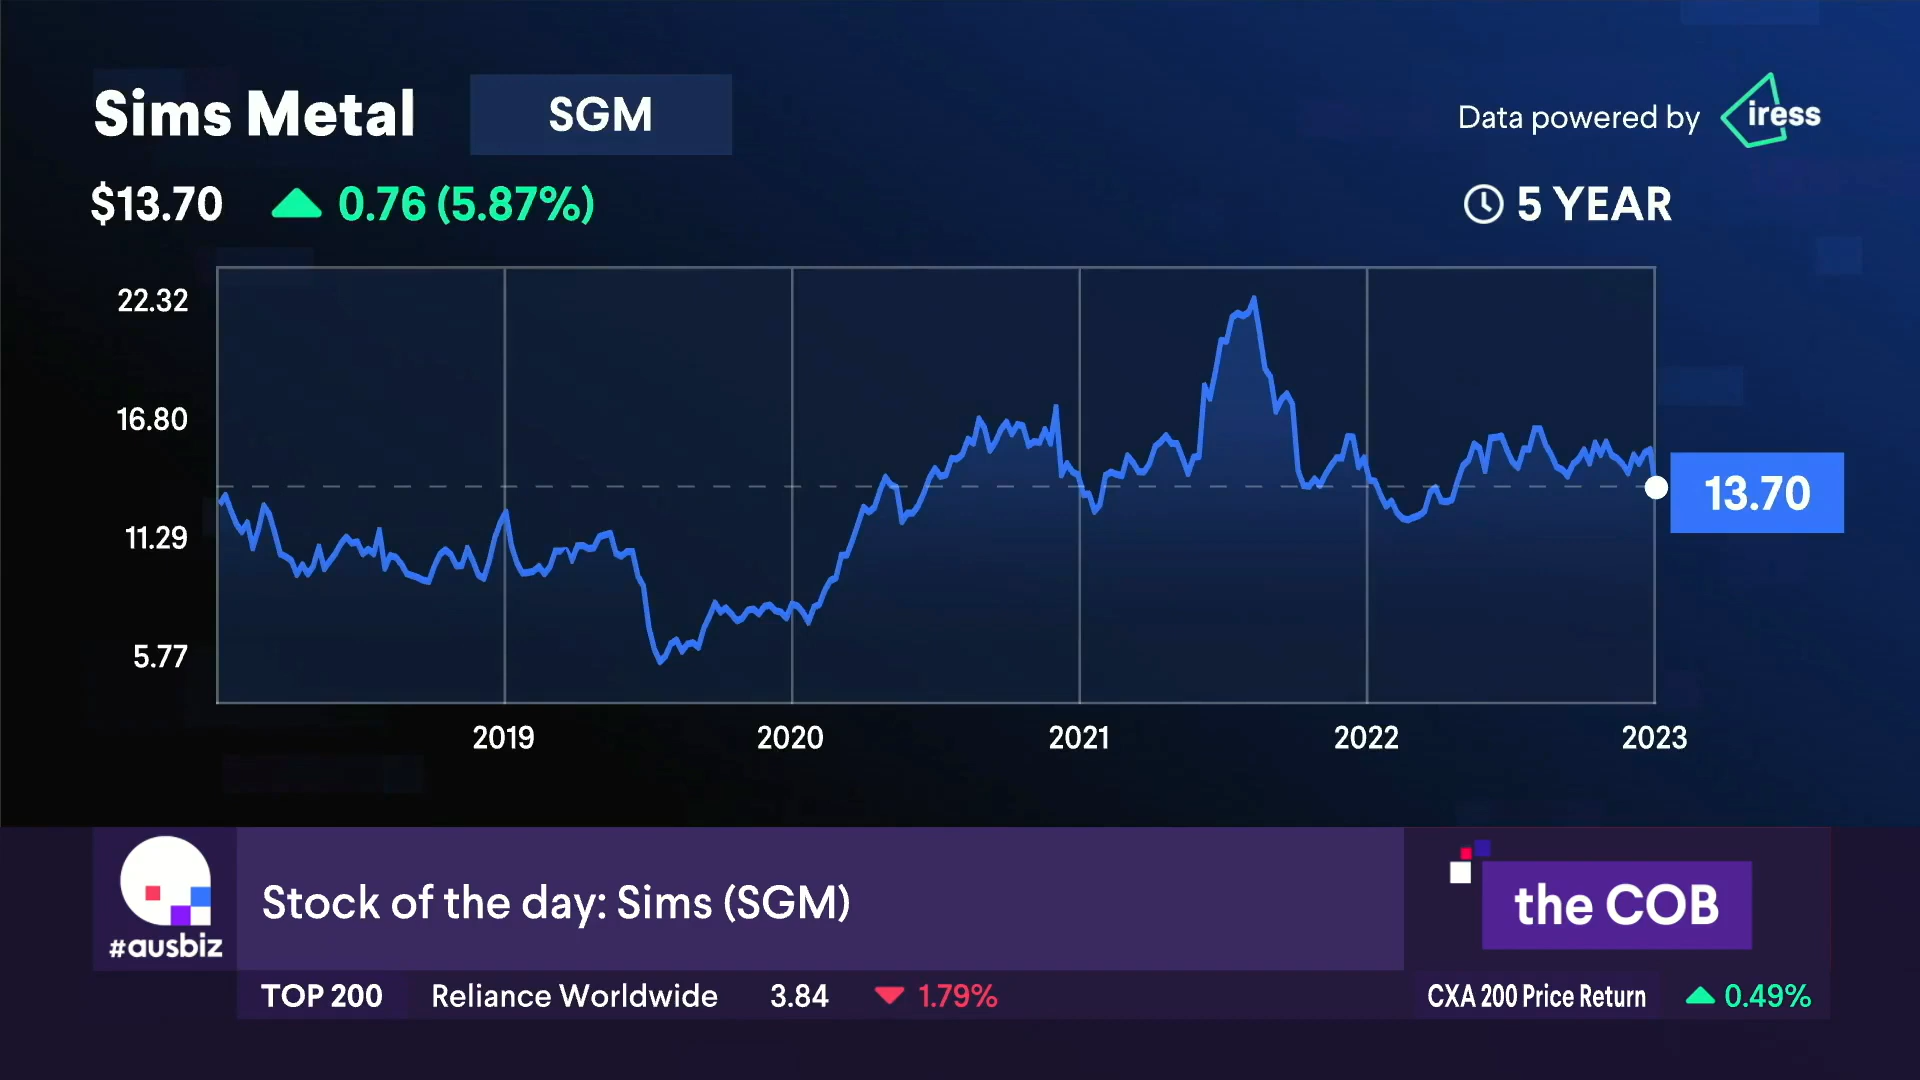 Sims Metal
SGM
Data powered by iress
$13.70
0.76 (5.87%)
5 YEAR
22.32
16.80
11.29
5.77
13.70
2019
2020
2021
2022
2023
#ausbiz
Stock of the day: Sims (SGM)
the COB
TOP 200 Reliance Worldwide 3.84 1.79%
CXA 200 Price Return 0.49%